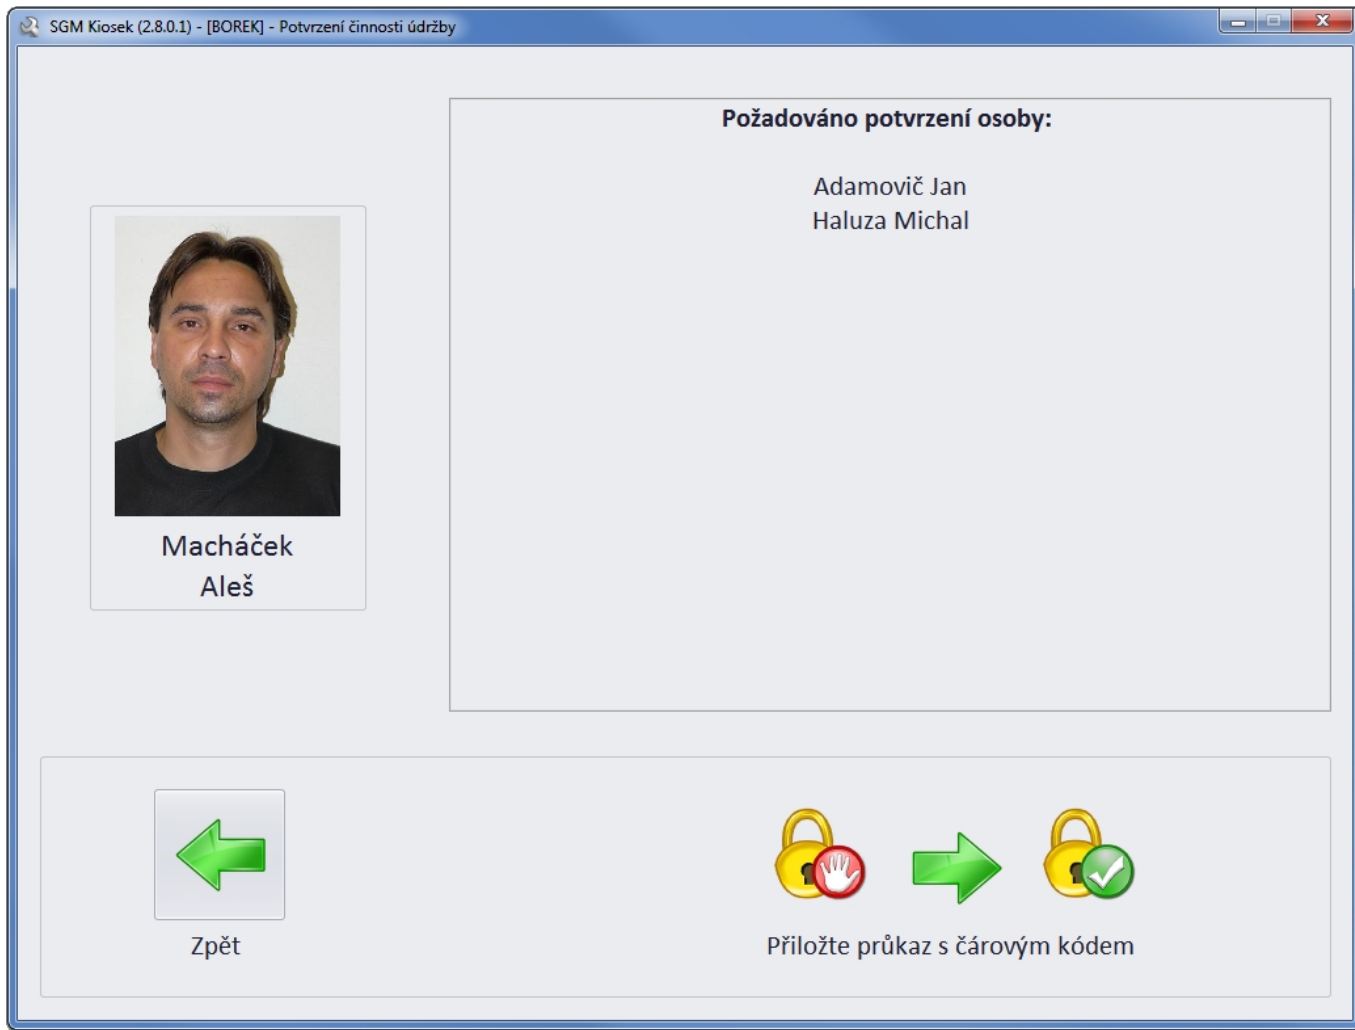 SGM Kiosek (2.8.0.1) - [BOREK] - Potvrzení činnosti údržby
Požadováno potvrzení osoby:
Adamovič Jan
Haluza Michal
Macháček
Aleš
Zpět
Přiložte průkaz s čárovým kódem